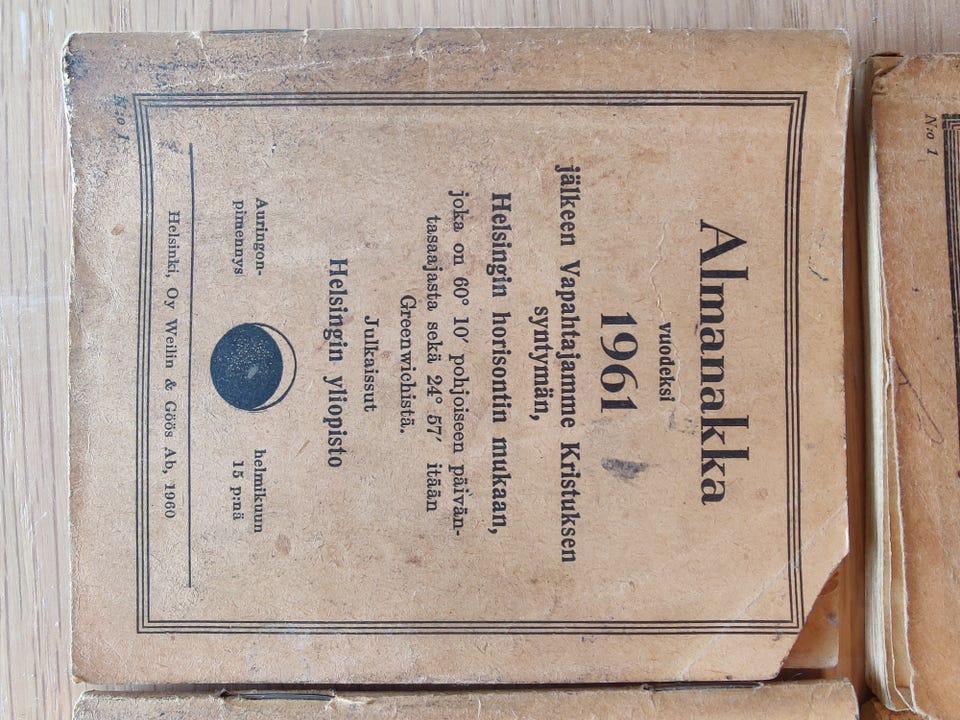 N:o 1
Almanakka
vuodeksi
1961
jälkeen Vapahtajamme Kristuksen
syntymän,
Helsingin horisontin mukaan,
joka on 60° 10′ pohjoiseen päivän-
tasaajasta sekä 24° 57′ itään
Greenwichistä.
Julkaissut
Helsingin yliopisto
Auringon-
pimennys
helmikuun
15 p:nä
Helsinki, Oy Weilin & Göös Ab, 1960
N:o 1